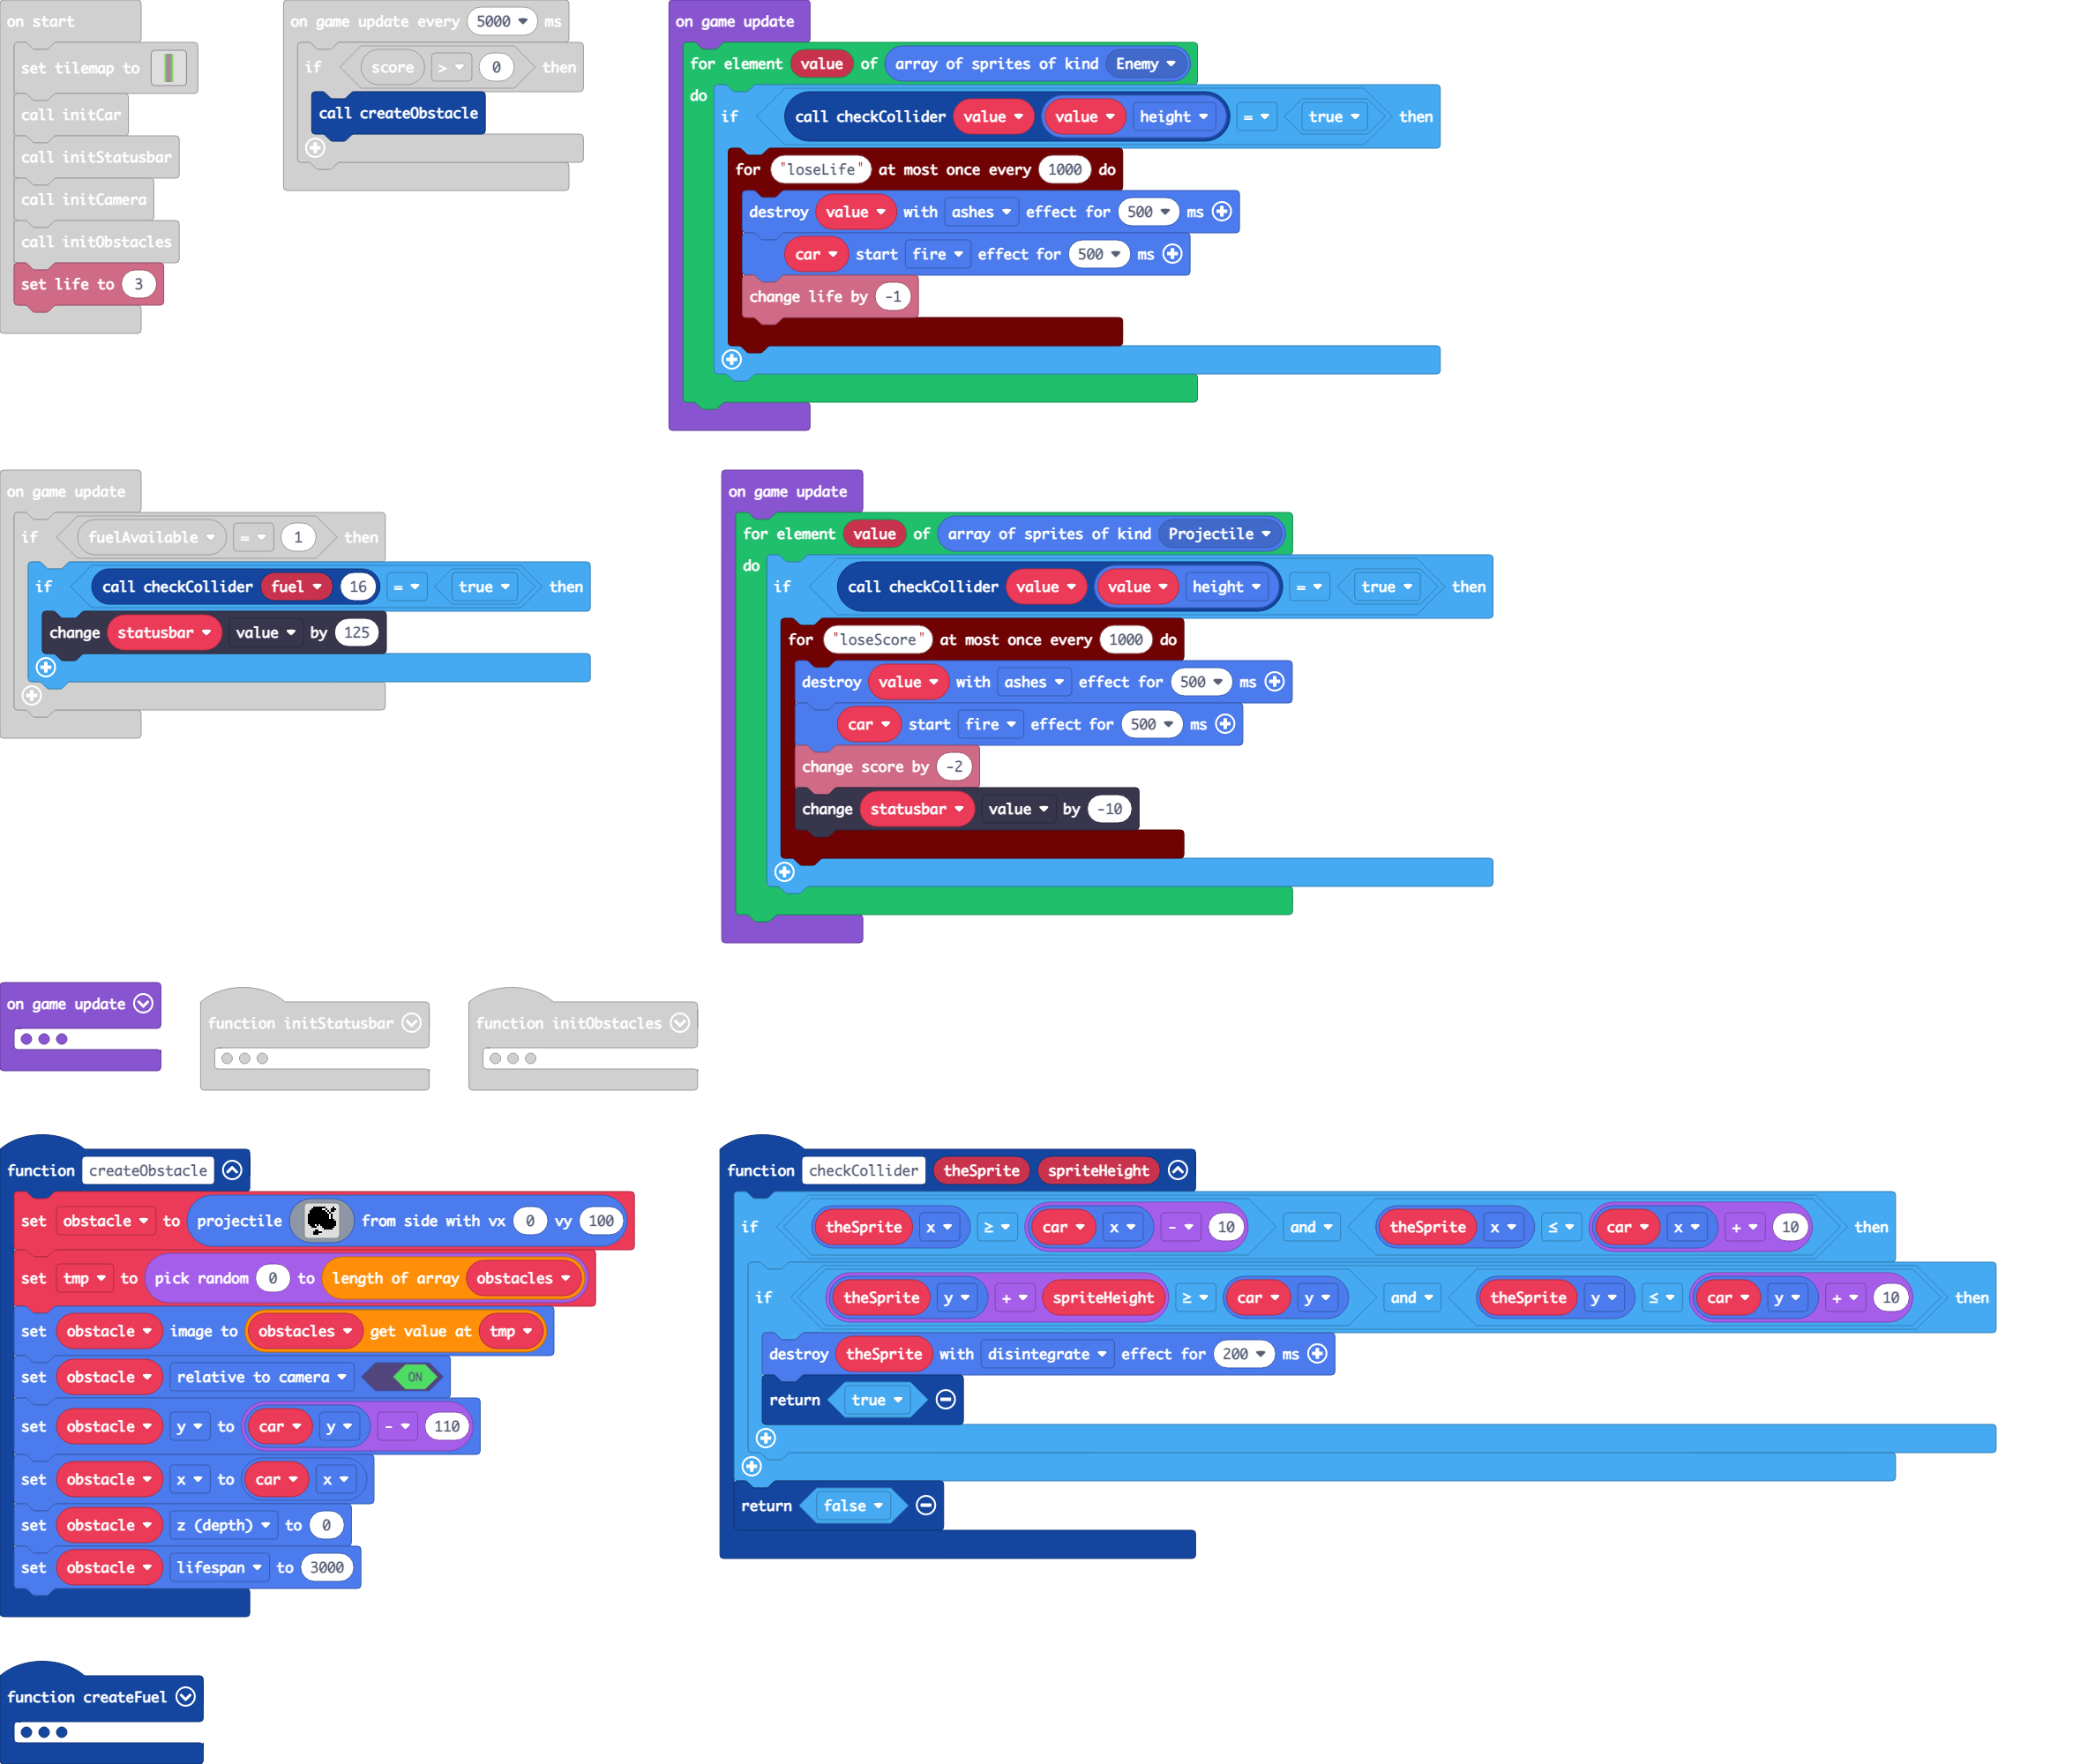 on start
set tilemap to
call initCar
call initStatusbar
call initCamera
call initObstacles
set life to 3
on game update every 5000 ms
if score > 0 then
call createObstacle
on game update
for element value of array of sprites of kind Enemy
do
if call checkCollider value value height = true then
for "loseLife" at most once every 1000 do
destroy value with ashes effect for 500 ms
car start fire effect for 500 ms
change life by -1
on game update
if fuelAvailable = 1 then
if call checkCollider fuel 16 = true then
change statusbar value by 125
on game update
for element value of array of sprites of kind Projectile
do
if call checkCollider value value height = true then
for "loseScore" at most once every 1000 do
destroy value with ashes effect for 500 ms
car start fire effect for 500 ms
change score by -2
change statusbar value by -10
on game update
function initStatusbar
function initObstacles
function createObstacle
set obstacle to projectile from side with vx 0 vy 100
set tmp to pick random 0 to length of array obstacles
set obstacle image to obstacles get value at tmp
set obstacle relative to camera ON
set obstacle y to car y - 110
set obstacle x to car x
set obstacle z (depth) to 0
set obstacle lifespan to 3000
function checkCollider theSprite spriteHeight
if theSprite x ≥ car x - 10 and theSprite x ≤ car x + 10 then
if theSprite y + spriteHeight ≥ car y and theSprite y ≤ car y + 10 then
destroy theSprite with disintegrate effect for 200 ms
return true
return false
function createFuel